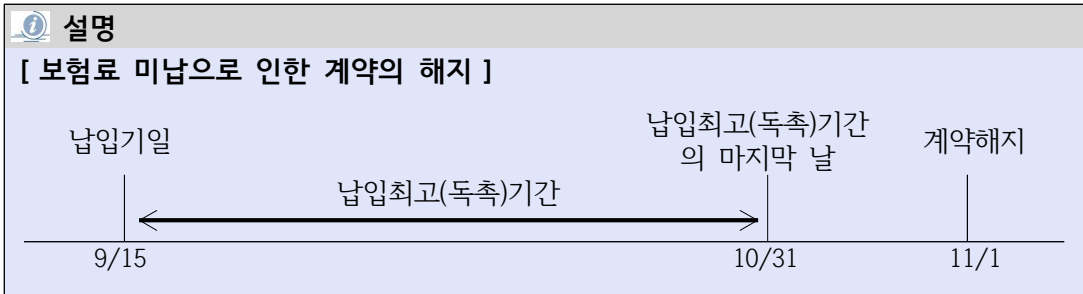 설명
[ 보험료 미납으로 인한 계약의 해지 ]
납입기일
납입최고(독촉)기간
의 마지막 날
계약해지
납입최고(독촉)기간
9/15
10/31
11/1